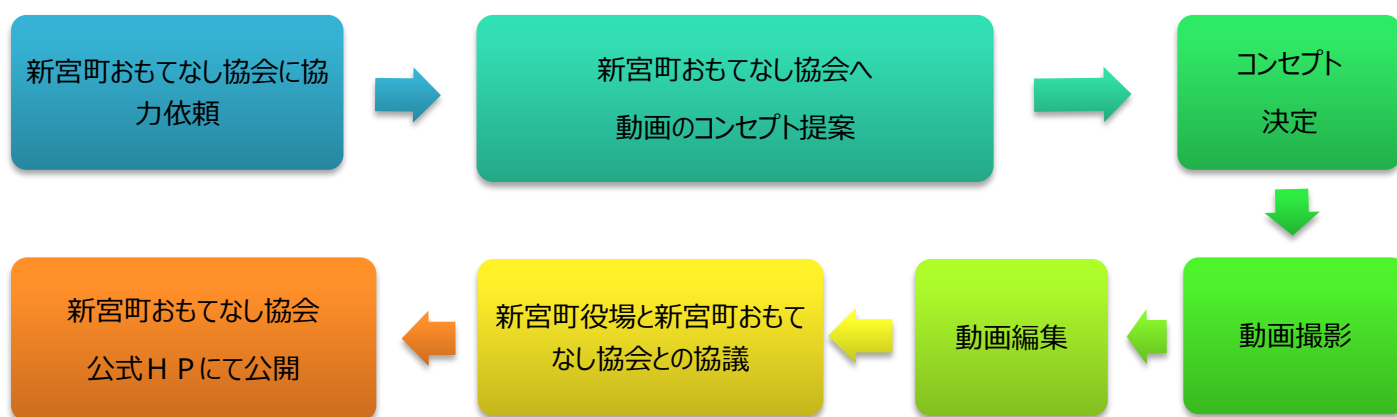 新宮町おもてなし協会に協
力依頼
新宮町おもてなし協会へ
動画のコンセプト提案
コンセプト
決定
動画撮影
動画編集
新宮町役場と新宮町おもて
なし協会との協議
新宮町おもてなし協会
公式ＨＰにて公開